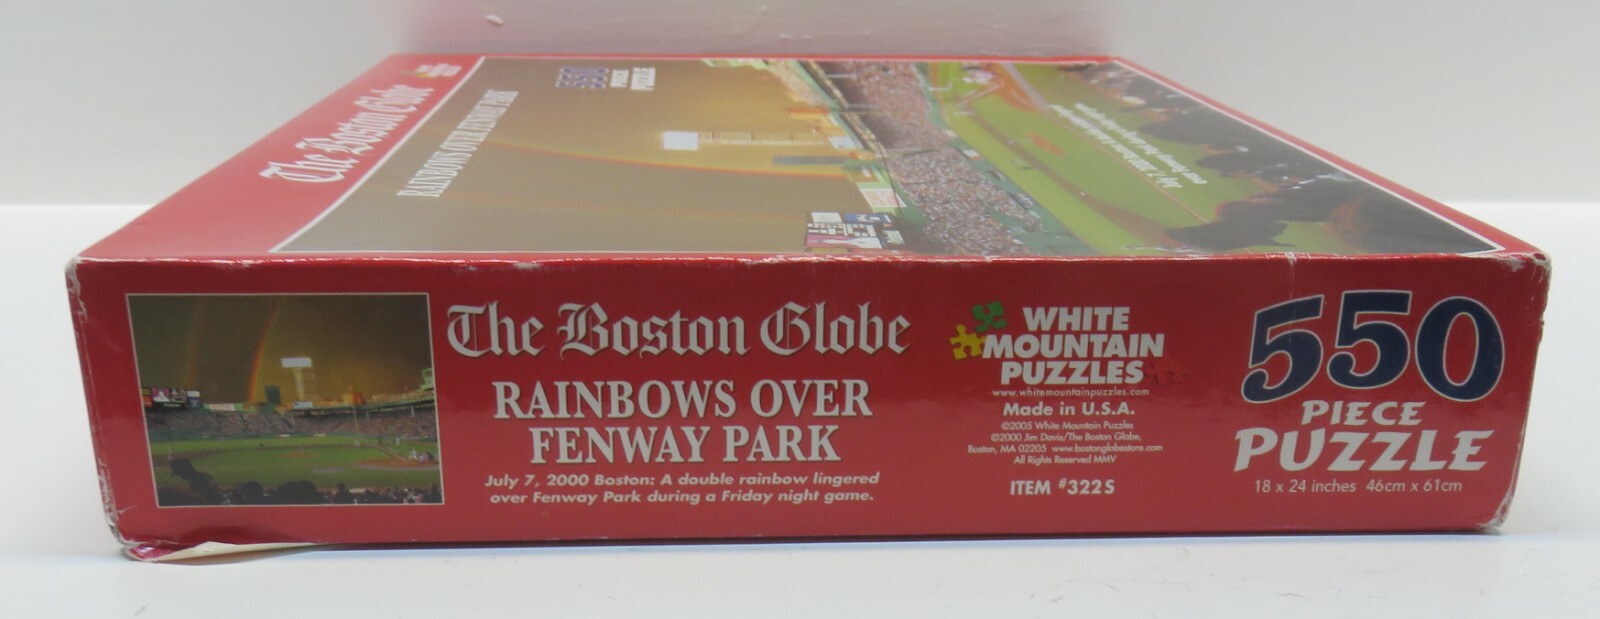 The Boston Globe
RAINBOWS OVER FENWAY PARK
550
PIECE
PUZZLE
The Boston Globe
RAINBOWS OVER
FENWAY PARK
July 7, 2000 Boston: A double rainbow lingered
over Fenway Park during a Friday night game.
WHITE
MOUNTAIN
PUZZLES
www.whitemountainpuzzles.com
Made in U.S.A.
©2005 White Mountain Puzzles
©2000 Jim Davis/The Boston Globe,
Boston, MA 02205 www.bostonglobestore.com
All Rights Reserved MMV
ITEM #322S
550
PIECE
PUZZLE
18 x 24 inches 46cm x 61cm